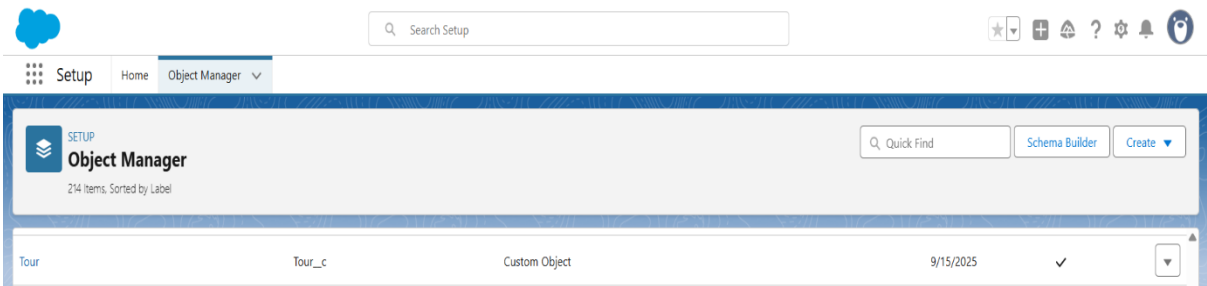 Search Setup
Setup Home Object Manager
SETUP
Object Manager
214 Items, Sorted by Label
Quick Find Schema Builder Create
Tour Tour__c Custom Object 9/15/2025